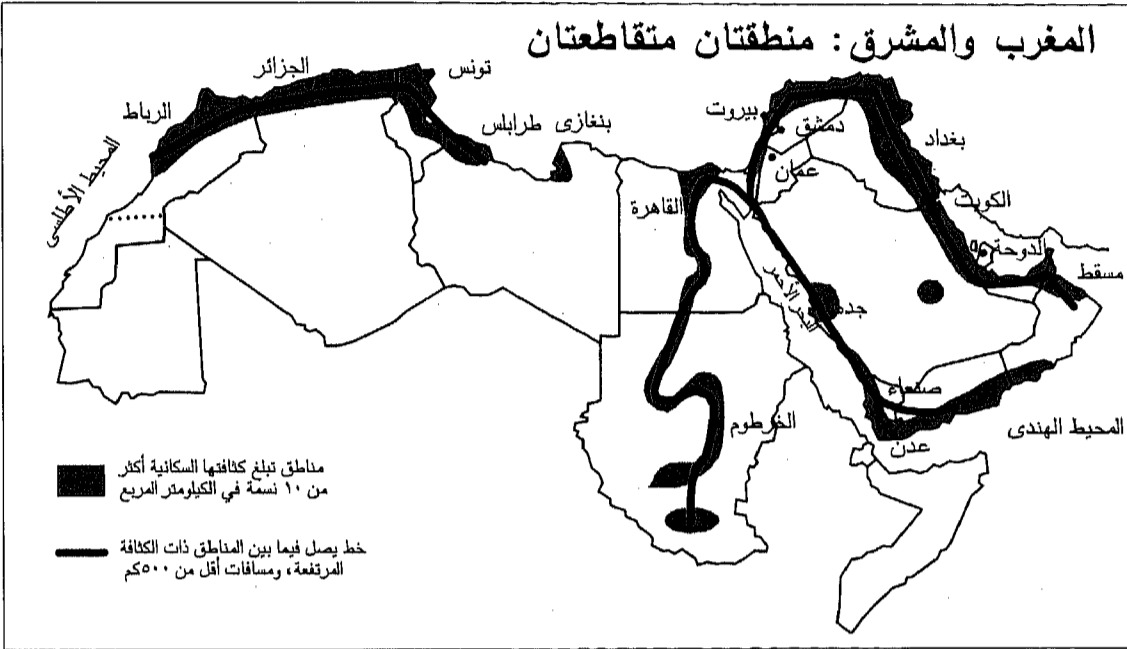 المغرب والمشرق: منطقتان متقاطعتان
تونس
الجزائر
الرباط
المحيط الأطلسى
طرابلس
بنغازى
بيروت
دمشق
عمان
بغداد
القاهرة
الكويت
الدوحة
مسقط
جدة
البحر الأحمر
صنعاء
عدن
المحيط الهندى
الخرطوم
مناطق تبلغ كثافتها السكانية أكثر
من ١٠ نسمة في الكيلومتر المربع
خط يصل فيما بين المناطق ذات الكثافة
المرتفعة، ومسافات أقل من ٥٠٠كم